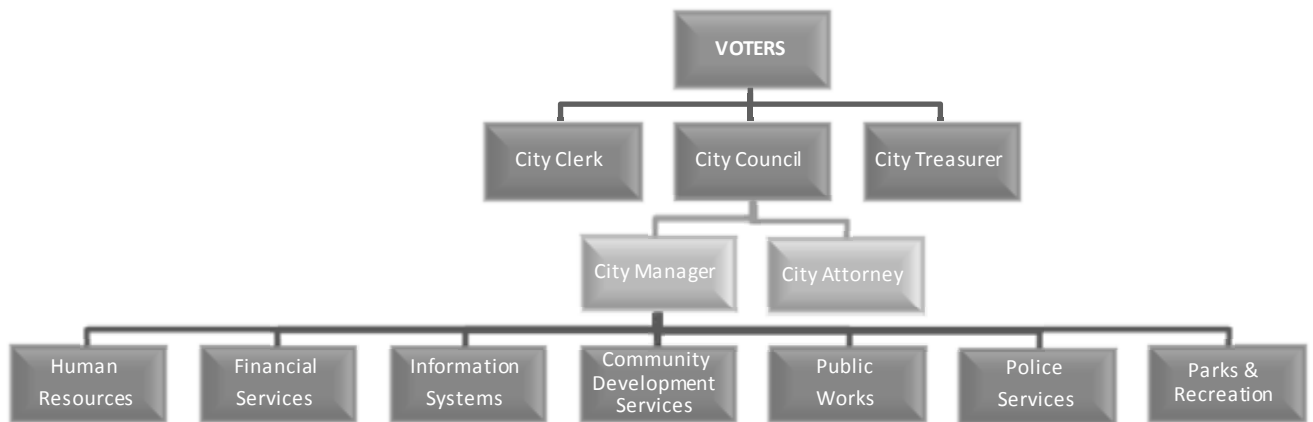 VOTERS
City Clerk
City Council
City Treasurer
City Manager
City Attorney
Human
Resources
Financial
Services
Information
Systems
Community
Development
Services
Public
Works
Police
Services
Parks &
Recreation